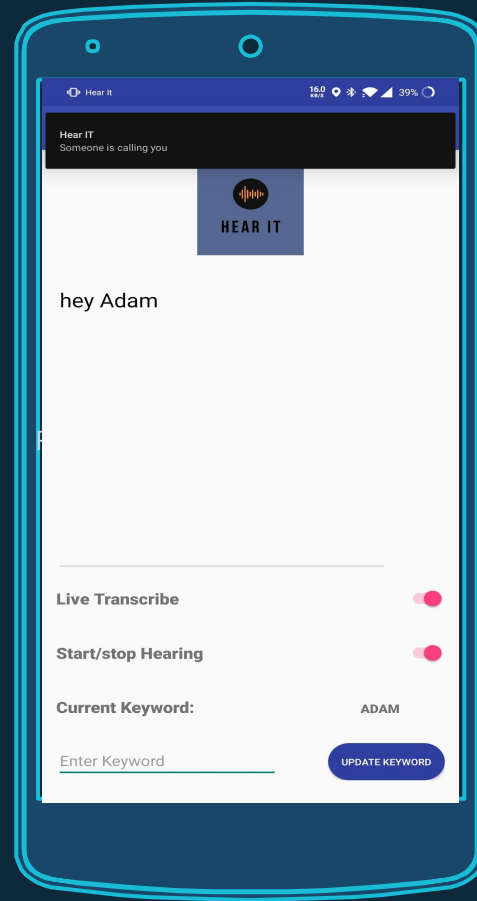 Hear It 16.0 KB/S 39%
Hear IT
Someone is calling you
HEAR IT
hey Adam
Live Transcribe
Start/stop Hearing
Current Keyword: ADAM
Enter Keyword UPDATE KEYWORD